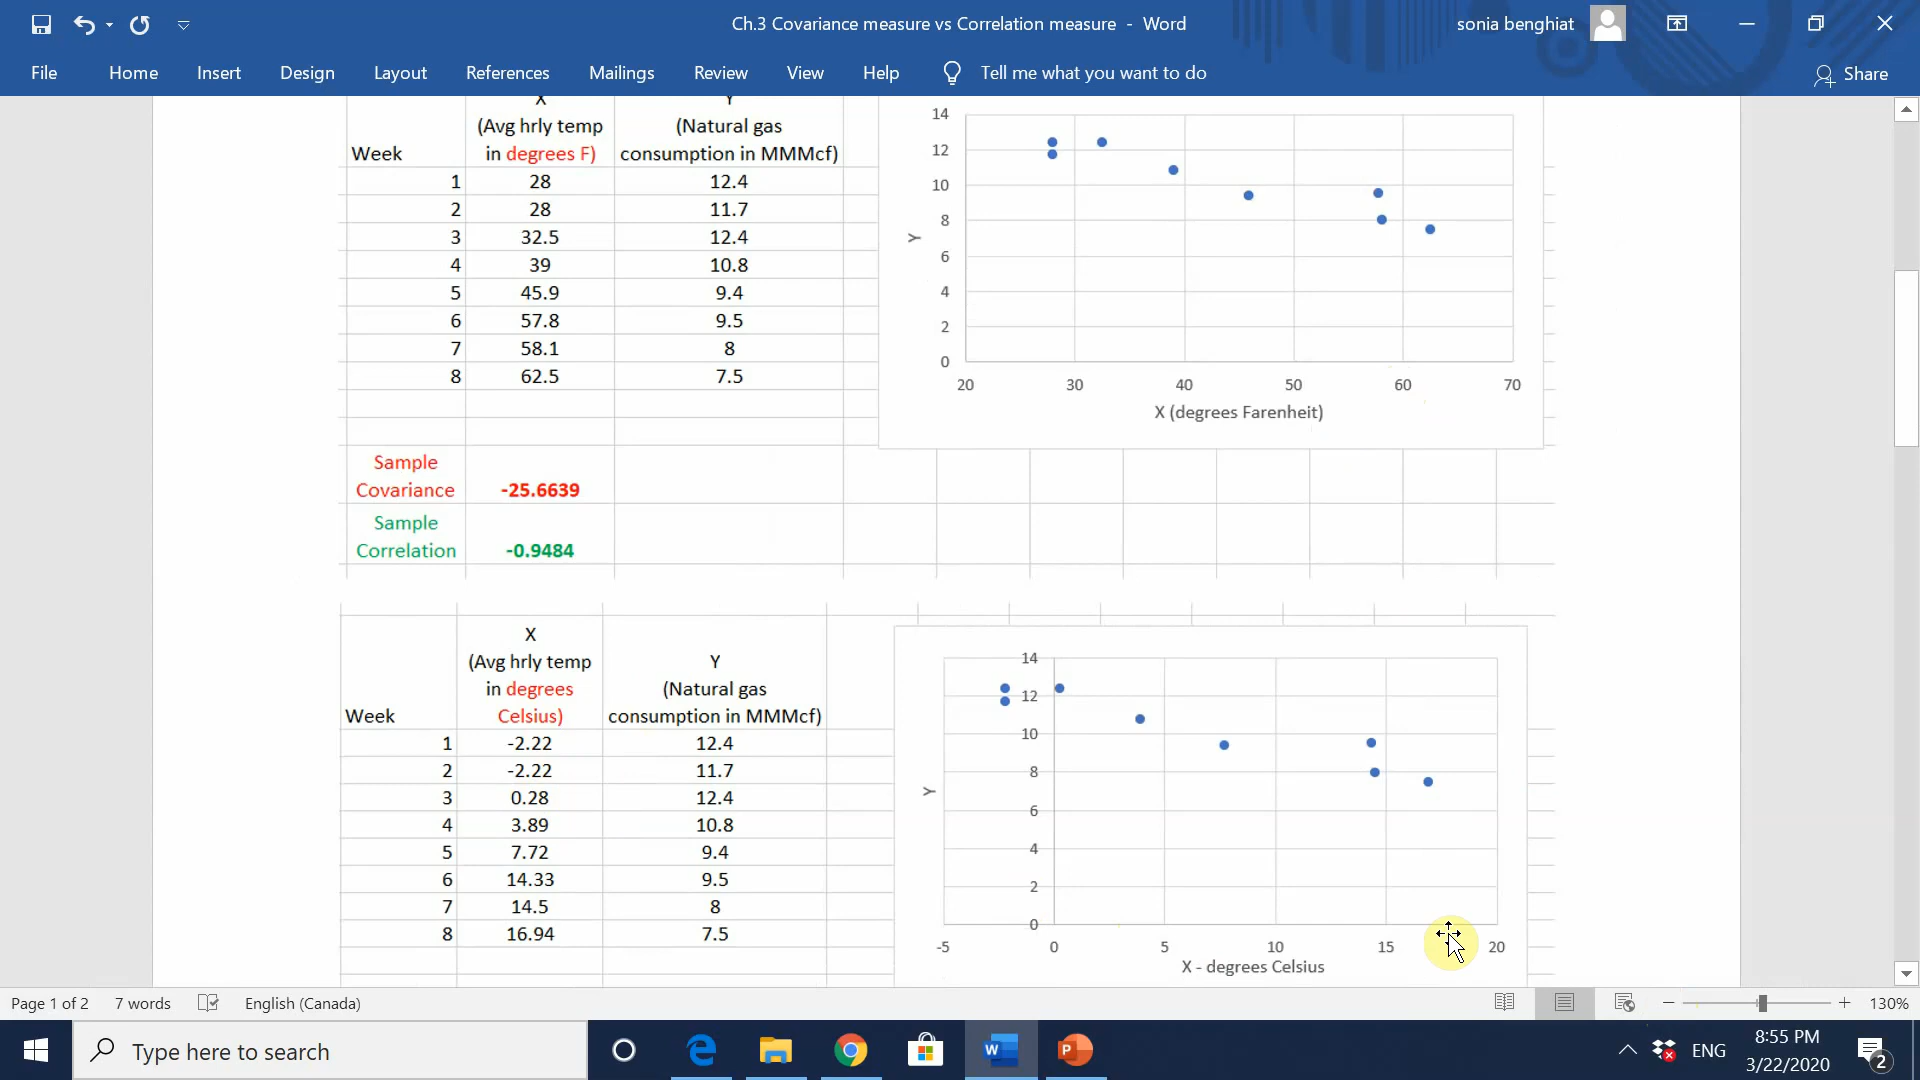 Ch.3 Covariance measure vs Correlation measure - Word
sonia benghiat
File Home Insert Design Layout References Mailings Review View Help Tell me what you want to do Share
X Y
(Avg hrly temp (Natural gas
Week in degrees F) consumption in MMMcf)
1 28 12.4
2 28 11.7
3 32.5 12.4
4 39 10.8
5 45.9 9.4
6 57.8 9.5
7 58.1 8
8 62.5 7.5
Sample
Covariance -25.6639
Sample
Correlation -0.9484
14
12
10
8
Y
6
4
2
0
20 30 40 50 60 70
X (degrees Farenheit)
X
(Avg hrly temp Y
in degrees (Natural gas
Week Celsius) consumption in MMMcf)
1 -2.22 12.4
2 -2.22 11.7
3 0.28 12.4
4 3.89 10.8
5 7.72 9.4
6 14.33 9.5
7 14.5 8
8 16.94 7.5
14
12
10
8
Y
6
4
2
0
-5 0 5 10 15 20
X - degrees Celsius
Page 1 of 2 7 words English (Canada) 130%
Type here to search
W
P
ENG
8:55 PM
3/22/2020
2